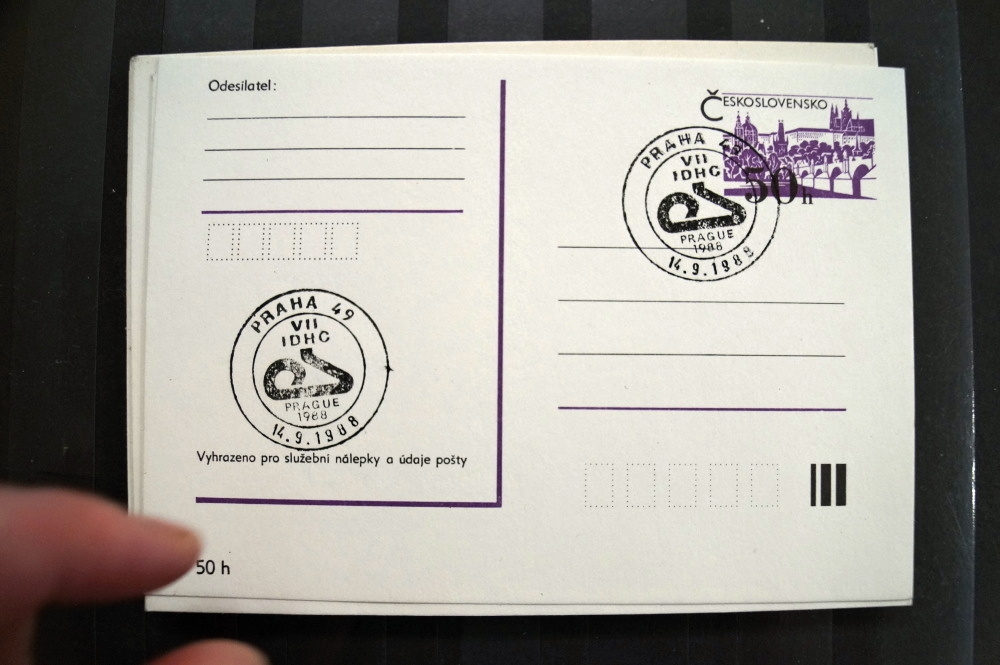 Odesílatel:
ČESKOSLOVENSKO
50h
PRAHA 49
VII
IDHC
PRAGUE
1988
14.9.1988
PRAHA 49
VII
IDHC
PRAGUE
1988
14.9.1988
Vyhrazeno pro služební nálepky a údaje pošty
50 h